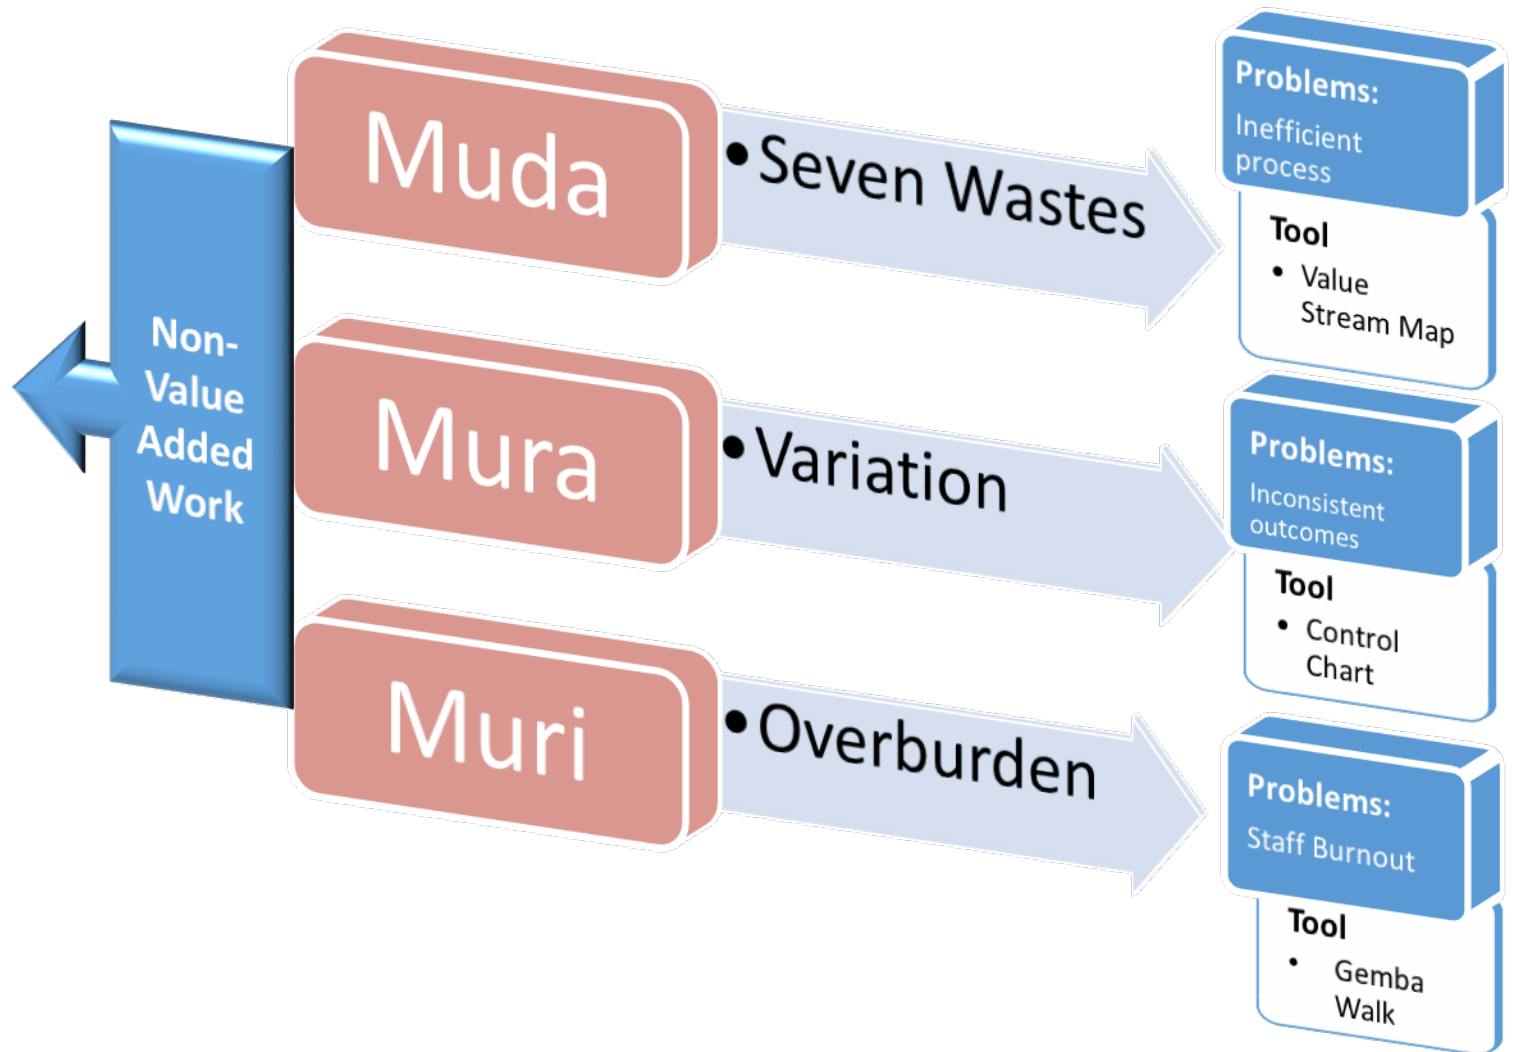 Non-
Value
Added
Work
Muda
• Seven Wastes
Problems:
Inefficient
process
Tool
• Value
Stream Map
Mura
• Variation
Problems:
Inconsistent
outcomes
Tool
• Control
Chart
Muri
• Overburden
Problems:
Staff Burnout
Tool
• Gemba
Walk